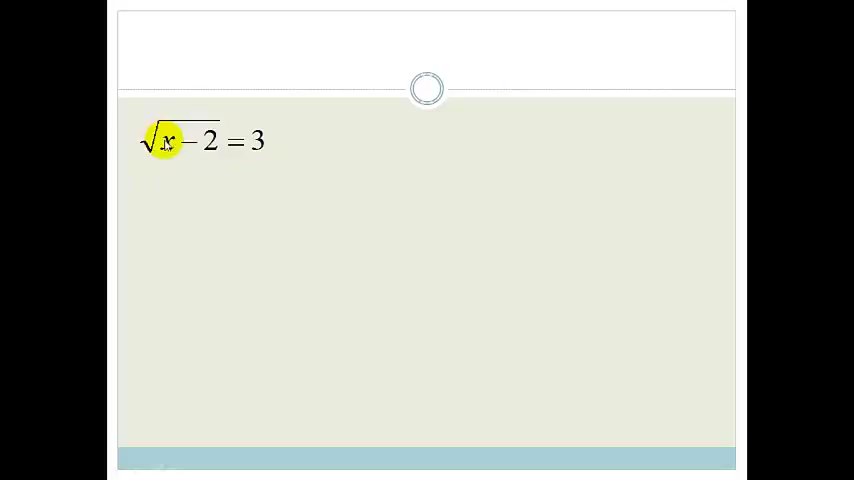 √x − 2 = 3